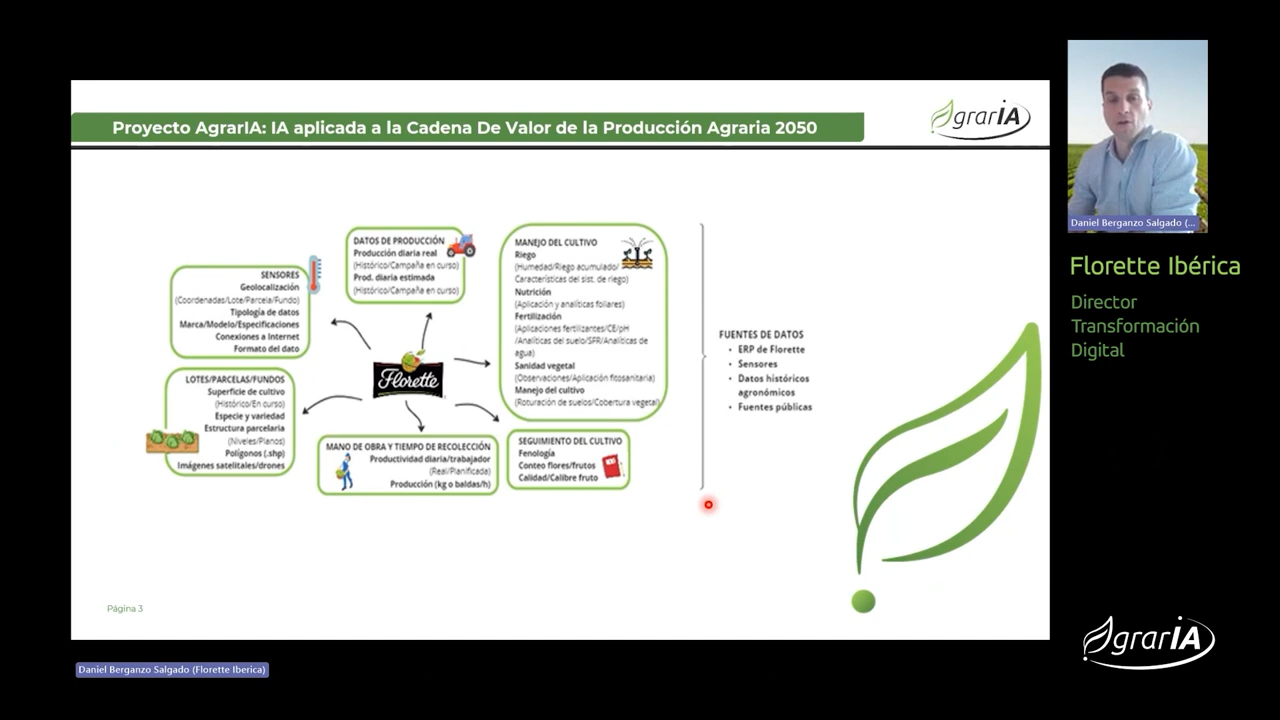 Proyecto AgrarIA: IA aplicada a la Cadena De Valor de la Producción Agraria 2050
grarIA
DATOS DE PRODUCCIÓN
Producción diaria real
(Histórico/Campaña en curso)
Prod. diaria estimada
(Histórico/Campaña en curso)
SENSORES
Geolocalización
(Coordenadas/Lote/Parcela/Fundo)
Tipología de datos
Marca/Modelo/Especificaciones
Conexiones a Internet
Formato del dato
MANEJO DEL CULTIVO
Riego
(Humedad/Riego acumulado/
Características del sist. de riego)
Nutrición
(Aplicación y analíticas foliares)
Fertilización
(Aplicaciones fertilizantes/CE/pH
/Analíticas del suelo/SFR/Analíticas de
agua)
Sanidad vegetal
(Observaciones/Aplicación fitosanitaria)
Manejo del cultivo
(Roturación de suelos/Cobertura vegetal)
Florette
LOTES/PARCELAS/FUNDOS
Superficie de cultivo
(Histórico/En curso)
Especie y variedad
Estructura parcelaria
(Niveles/Planos)
Polígonos (.shp)
Imágenes satelitales/drones
MANO DE OBRA Y TIEMPO DE RECOLECCIÓN
Productividad diaria/trabajador
(Real/Planificada)
Producción (kg o baldas/h)
SEGUIMIENTO DEL CULTIVO
Fenología
Conteo flores/frutos
Calidad/Calibre fruto
FUENTES DE DATOS
• ERP de Florette
• Sensores
• Datos históricos
agronómicos
• Fuentes públicas
Página 3
Daniel Berganzo Salgado (...
Florette Ibérica
Director
Transformación
Digital
grarIA
Daniel Berganzo Salgado (Florette Iberica)